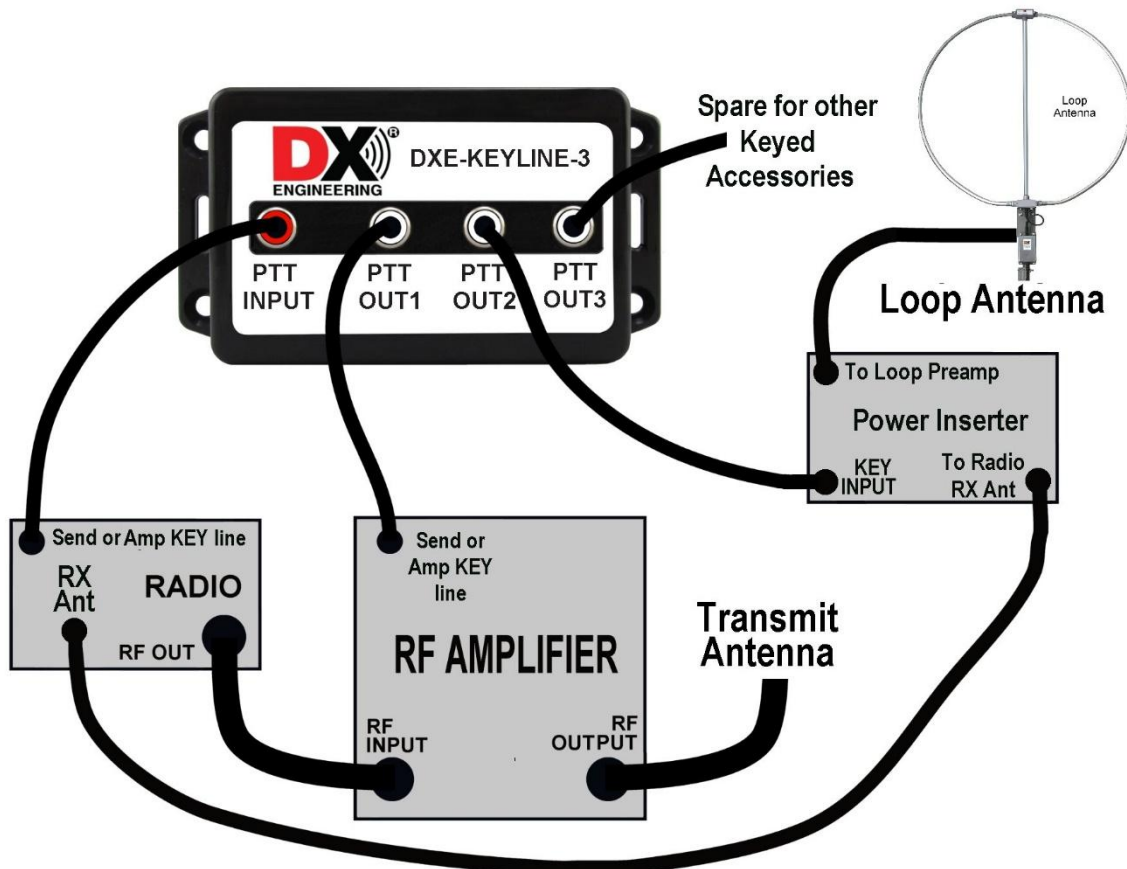 DX®
ENGINEERING
DXE-KEYLINE-3
PTT
INPUT
PTT
OUT1
PTT
OUT2
PTT
OUT3
Spare for other
Keyed
Accessories
Loop
Antenna
Loop Antenna
To Loop Preamp
Power Inserter
KEY
INPUT
To Radio
RX Ant
Send or Amp KEY line
RX
Ant
RADIO
RF OUT
Send or
Amp KEY
line
RF AMPLIFIER
RF
INPUT
RF
OUTPUT
Transmit
Antenna